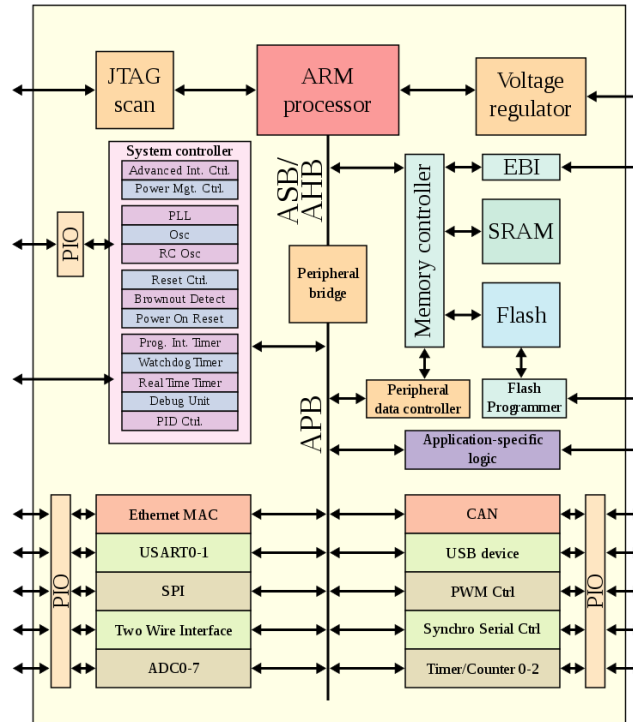 JTAG
scan
ARM
processor
Voltage
regulator
System controller
Advanced Int. Ctrl.
Power Mgt. Ctrl.
PLL
Osc
RC Osc
Reset Ctrl.
Brownout Detect
Power On Reset
Prog. Int. Timer
Watchdog Timer
Real Time Timer
Debug Unit
PID Ctrl.
PIO
ASB/
AHB
Peripheral
bridge
APB
Memory controller
EBI
SRAM
Flash
Peripheral
data controller
Flash
Programmer
Application-specific
logic
PIO
Ethernet MAC
USART0-1
SPI
Two Wire Interface
ADC0-7
CAN
USB device
PWM Ctrl
Synchro Serial Ctrl
Timer/Counter 0-2
PIO